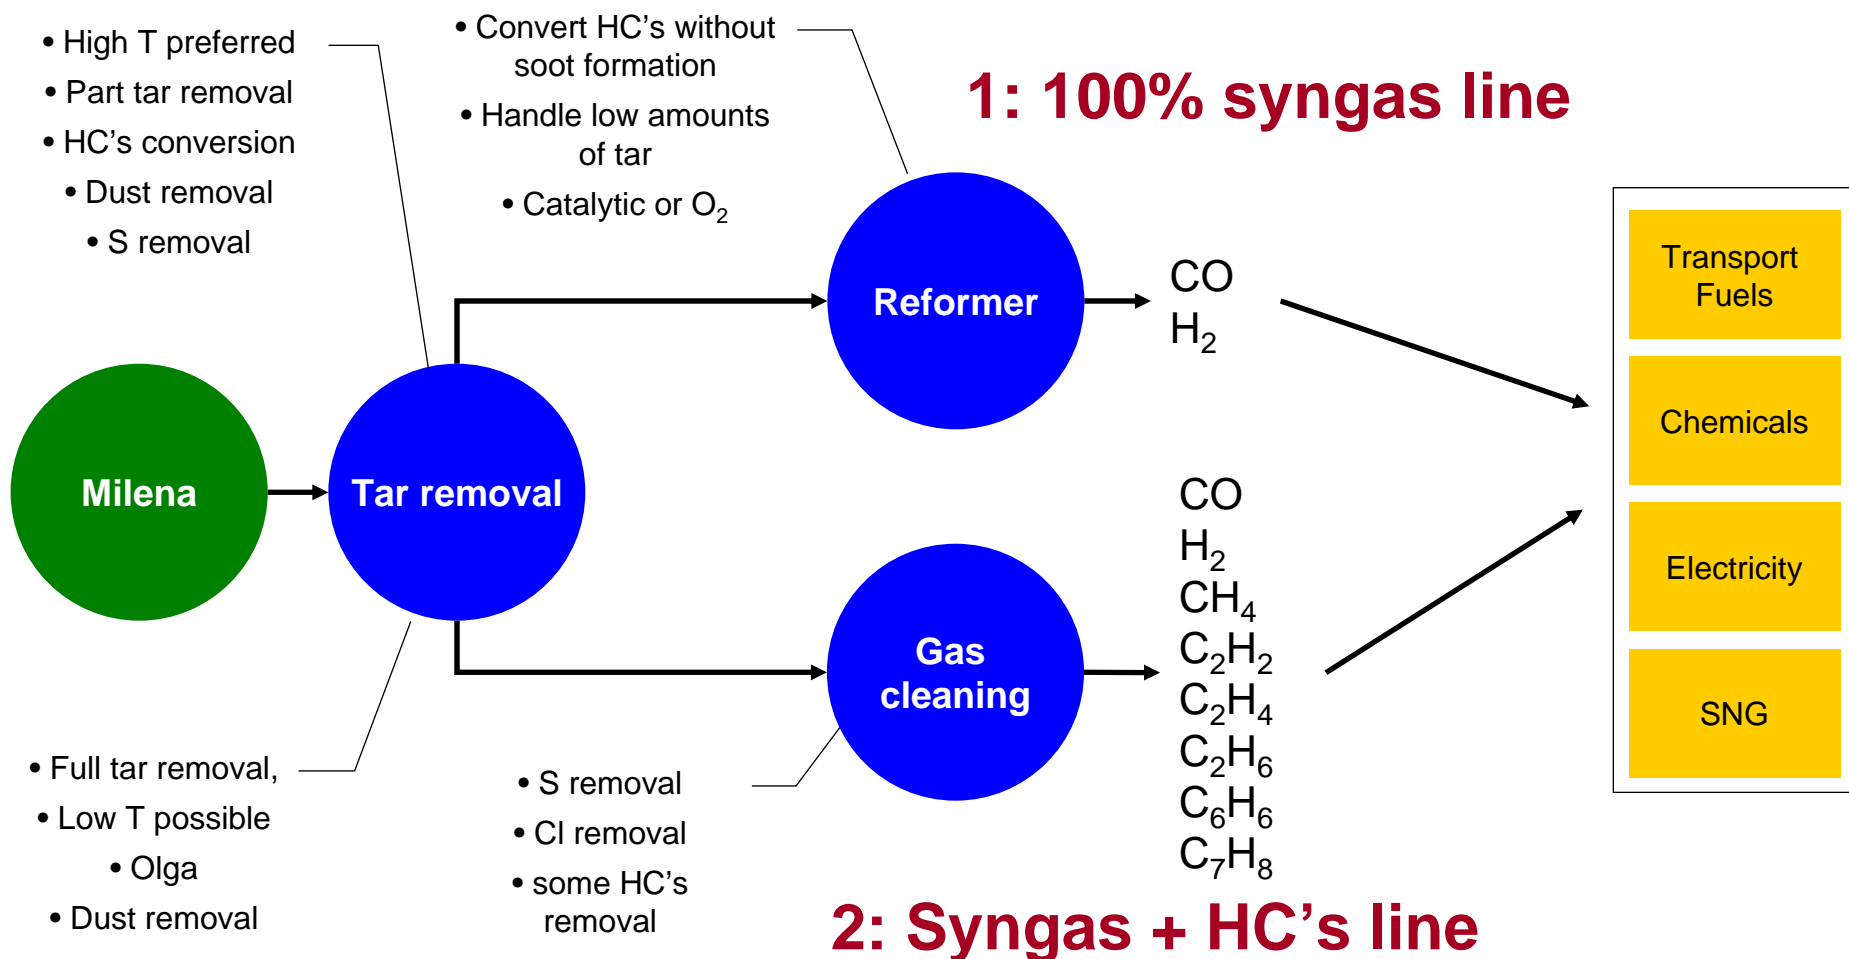 • High T preferred
• Part tar removal
• HC's conversion
• Dust removal
• S removal
• Convert HC's without
soot formation
• Handle low amounts
of tar
• Catalytic or O₂
1: 100% syngas line
Milena
Tar removal
Reformer
CO
H₂
Gas
cleaning
CO
H₂
CH₄
C₂H₂
C₂H₄
C₂H₆
C₆H₆
C₇H₈
Transport
Fuels
Chemicals
Electricity
SNG
• Full tar removal,
• Low T possible
• Olga
• Dust removal
• S removal
• Cl removal
• some HC's
removal
2: Syngas + HC's line